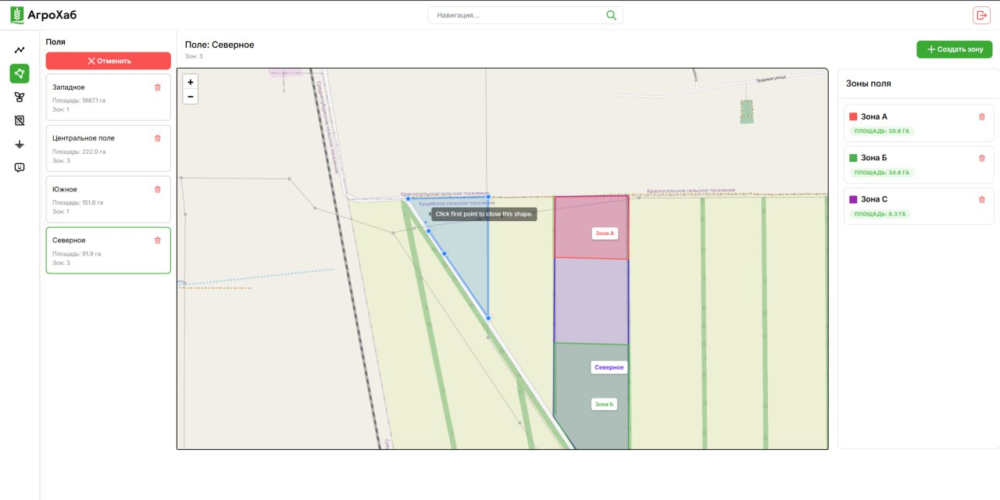 АгроХаб
Навигация...
Поля
Отменить
Западное
Площадь: 1987.1 га
Зон: 1
Центральное поле
Площадь: 222.0 га
Зон: 3
Южное
Площадь: 151.6 га
Зон: 1
Северное
Площадь: 91.9 га
Зон: 3
Поле: Северное
Зон: 3
Создать зону
+
−
Трудовая улица
Красносельское сельское поселение
Кущёвское сельское поселение
Красносельское сельское поселение
Click first point to close this shape.
Зона А
Северное
Зона Б
Зоны поля
Зона А
ПЛОЩАДЬ: 20.6 ГА
Зона Б
ПЛОЩАДЬ: 34.6 ГА
Зона С
ПЛОЩАДЬ: 8.3 ГА